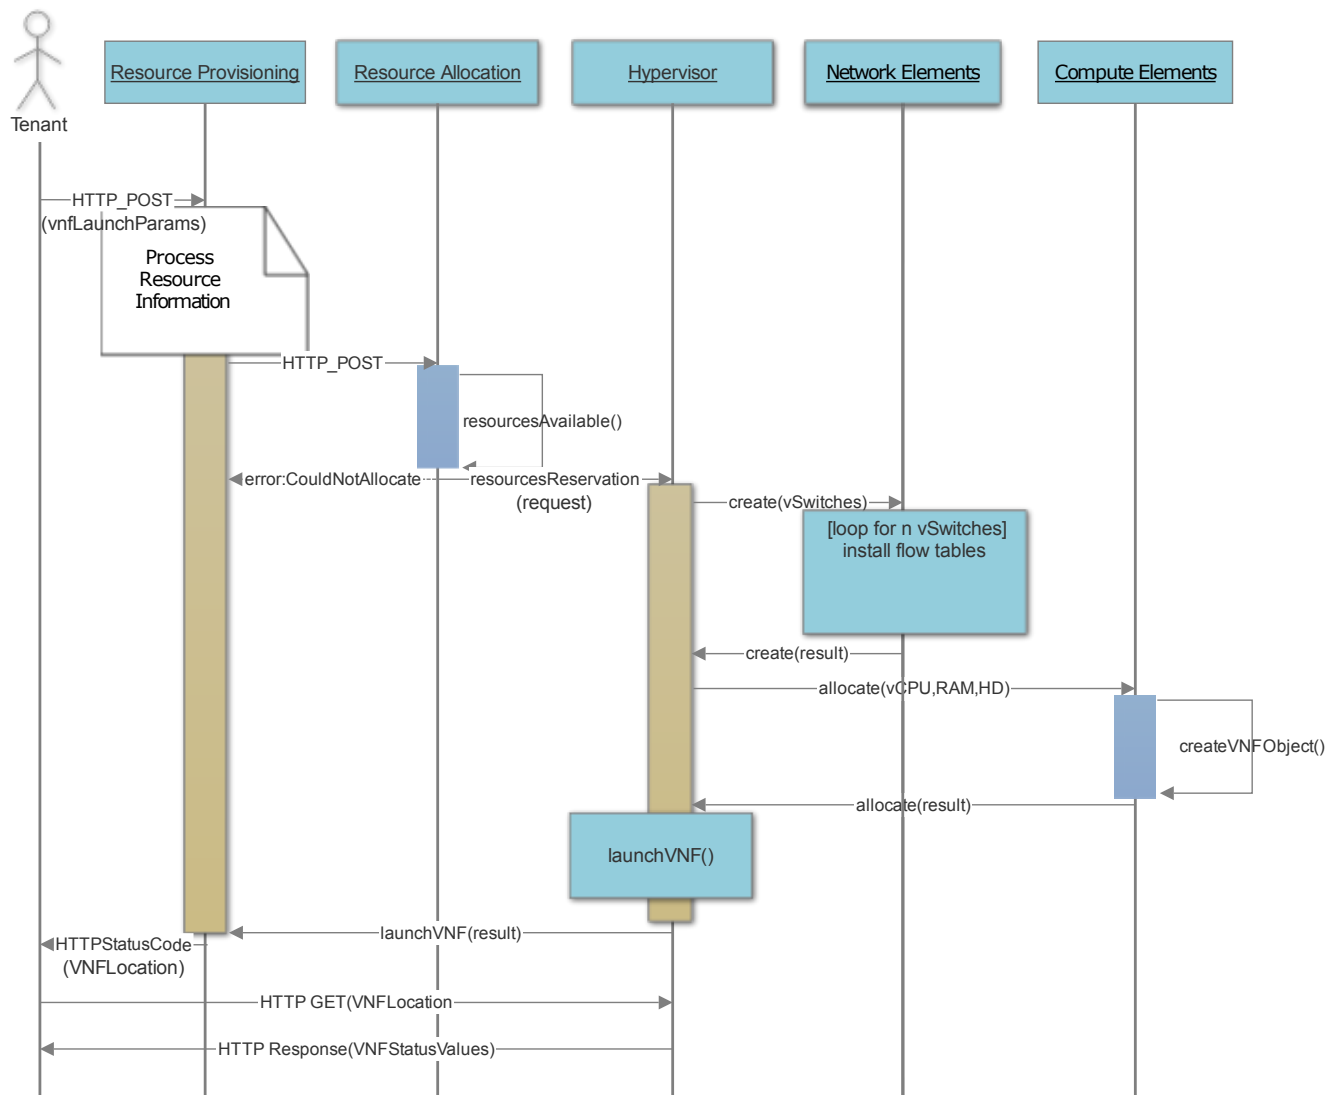 Tenant
Resource Provisioning
Resource Allocation
Hypervisor
Network Elements
Compute Elements
HTTP_POST
(vnfLaunchParams)
Process
Resource
Information
HTTP_POST
resourcesAvailable()
error:CouldNotAllocate
resourcesReservation
(request)
create(vSwitches)
[loop for n vSwitches]
install flow tables
create(result)
allocate(vCPU,RAM,HD)
createVNFObject()
allocate(result)
launchVNF()
launchVNF(result)
HTTPStatusCode
(VNFLocation)
HTTP GET(VNFLocation
HTTP Response(VNFStatusValues)